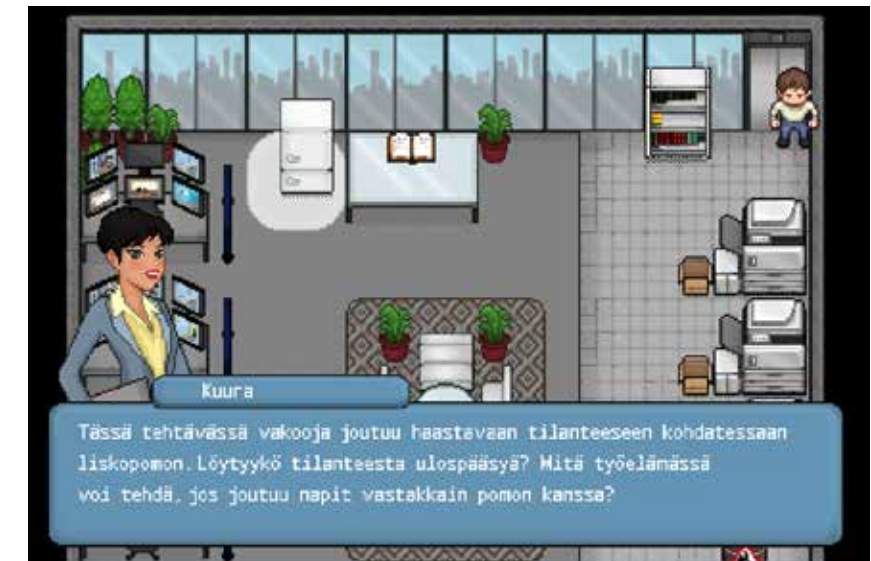 Kuura
Tässä tehtävässä vakooja joutuu haastavaan tilanteeseen kohdatessaan
liskopomon. Löytyykö tilanteesta ulospääsyä? Mitä työelämässä
voi tehdä, jos joutuu napit vastakkain pomon kanssa?